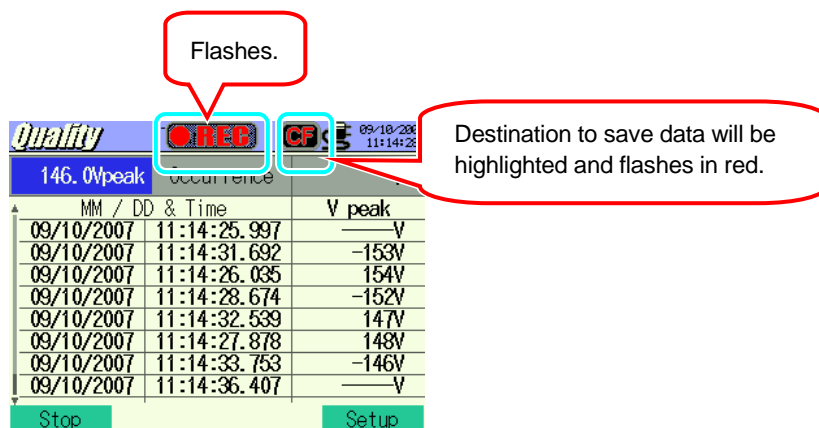 Flashes.
Quality
REC
CF
11:14:28
Destination to save data will be
highlighted and flashes in red.
146.0Vpeak Occurrence
MM / DD & Time V peak
09/10/2007 11:14:25.997 ―V
09/10/2007 11:14:31.692 -153V
09/10/2007 11:14:26.035 154V
09/10/2007 11:14:28.674 -152V
09/10/2007 11:14:32.539 147V
09/10/2007 11:14:27.878 148V
09/10/2007 11:14:33.753 -146V
09/10/2007 11:14:36.407 ―V
Stop Setup